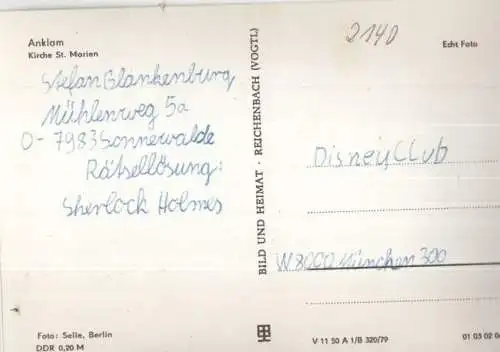 Anklam
Kirche St. Marien
Stefan Blankenburg
Mühlenweg 5a
O-7983 Sonnewalde
Rätsellösung:
Sherlock Holmes
Foto: Selle, Berlin
DDR 0,20 M
BILD UND HEIMAT · REICHENBACH (VOGTL)
2140
Echt Foto
Disney Club
W 8000 München 300
V 11 50 A 1/B 320/79
01 03 02